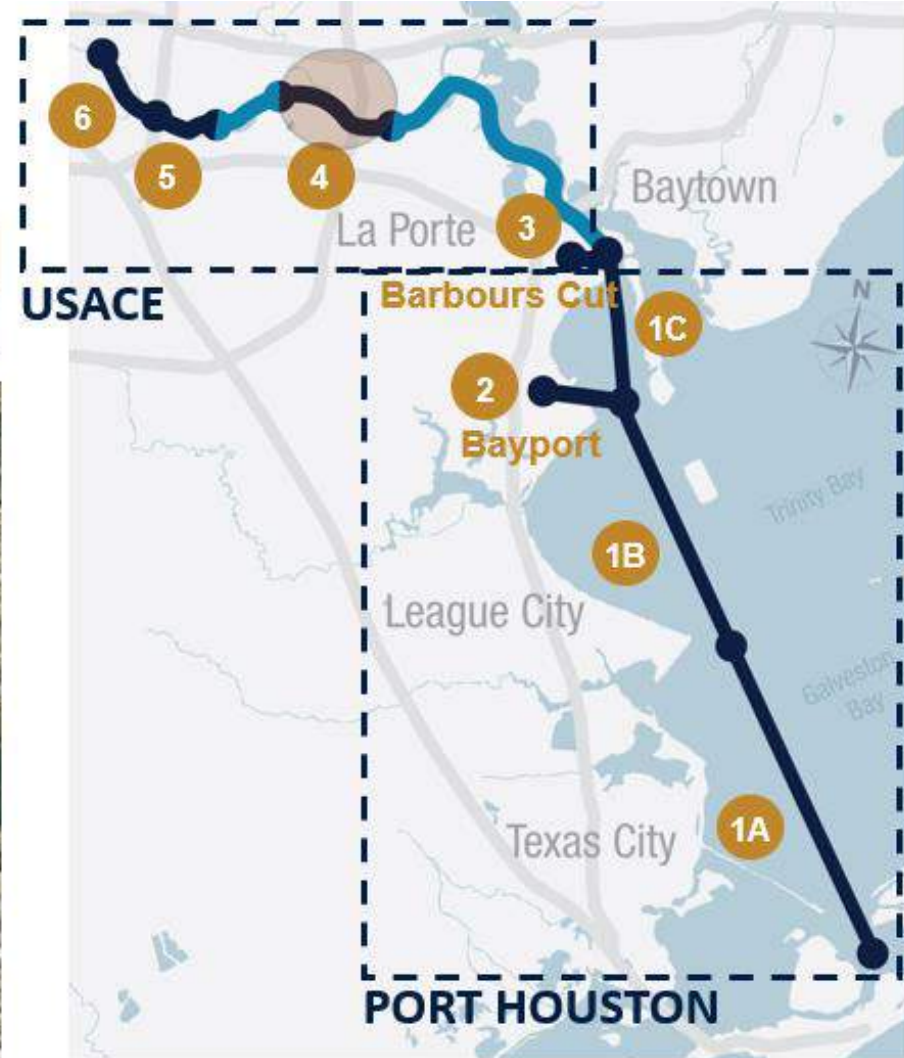 6
5
4
3
Baytown
La Porte
USACE
Barbours Cut
N
1C
2
Bayport
Trinity Bay
1B
League City
Galveston
Bay
1A
Texas City
PORT HOUSTON